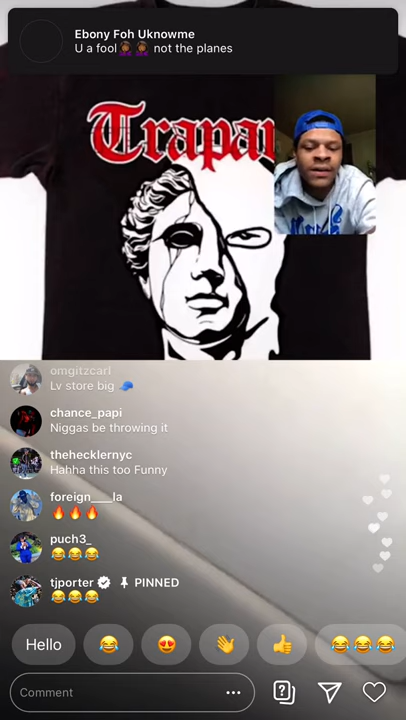 Ebony Foh Uknowme
U a fool🤦🏾‍♀️🤦🏾‍♀️ not the planes
Trapar
omgitzcarl
Lv store big 🧢
chance_papi
Niggas be throwing it
thehecklernyc
Hahha this too Funny
foreign___la
🔥🔥🔥
puch3_
😂😂😂
tjporter PINNED
😂😂😂
Hello 😂 😍 👋 👍 😂😂😂
Comment